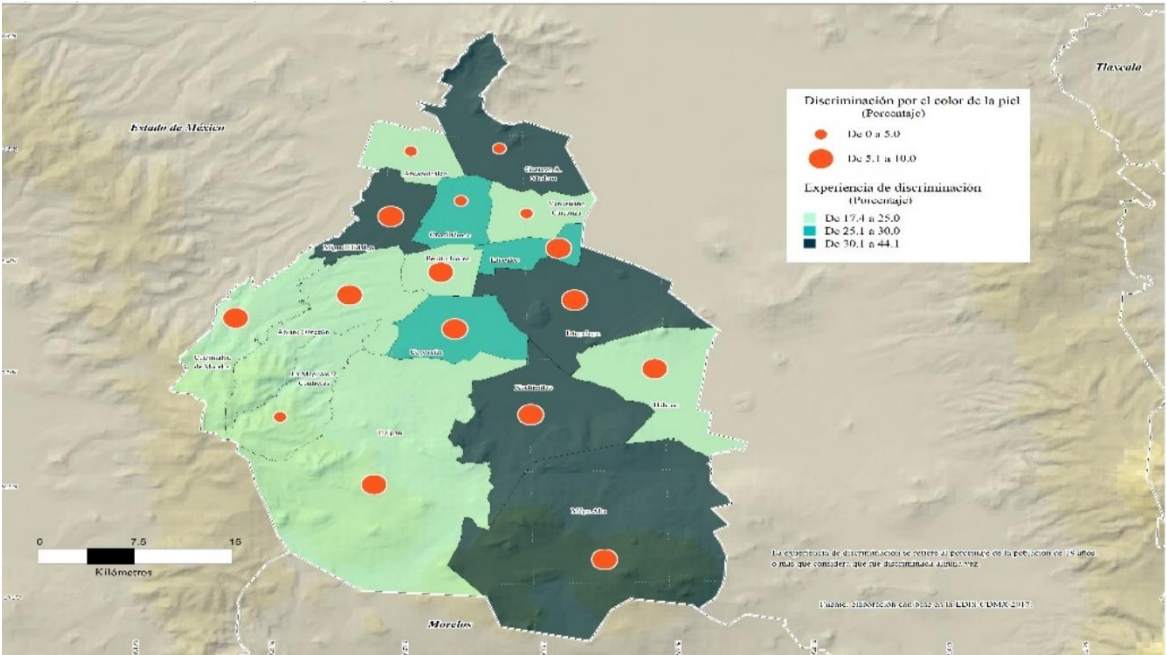 Tlaxcala
Estado de México
Discriminación por el color de la piel
(Porcentaje)
De 0 a 5.0
De 5.1 a 10.0
Experiencia de discriminación
(Porcentaje)
De 17.4 a 25.0
De 25.1 a 30.0
De 30.1 a 44.1
Gustavo A.
Madero
Azcapotzalco
Venustiano
Carranza
Cuauhtémoc
Miguel Hidalgo
Benito Juárez
Iztacalco
Iztapalapa
Álvaro Obregón
Coyoacán
Cuajimalpa
de Morelos
La Magdalena
Contreras
Xochimilco
Tláhuac
Tlalpan
Milpa Alta
0 7.5 15
Kilómetros
La experiencia de discriminación se refiere al porcentaje de la población de 18 años
o más que considera que fue discriminada alguna vez.
Fuente: elaboración con base en la EDIS-CDMX 2017.
Morelos